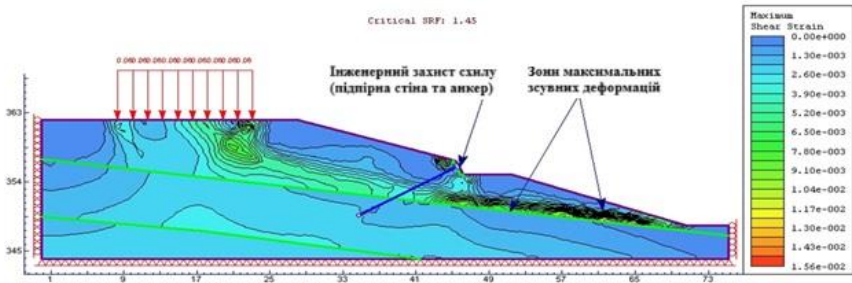 Critical SRF: 1.45
Maximum
Shear Strain
0.00e+000
1.30e-003
2.60e-003
3.90e-003
5.20e-003
6.50e-003
7.80e-003
9.10e-003
1.04e-002
1.17e-002
1.30e-002
1.43e-002
1.56e-002
Інженерний захист схилу
(підпірна стіна та анкер)
Зони максимальних
зсувних деформацій
363
354
345
1 9 17 25 33 41 49 57 65 73